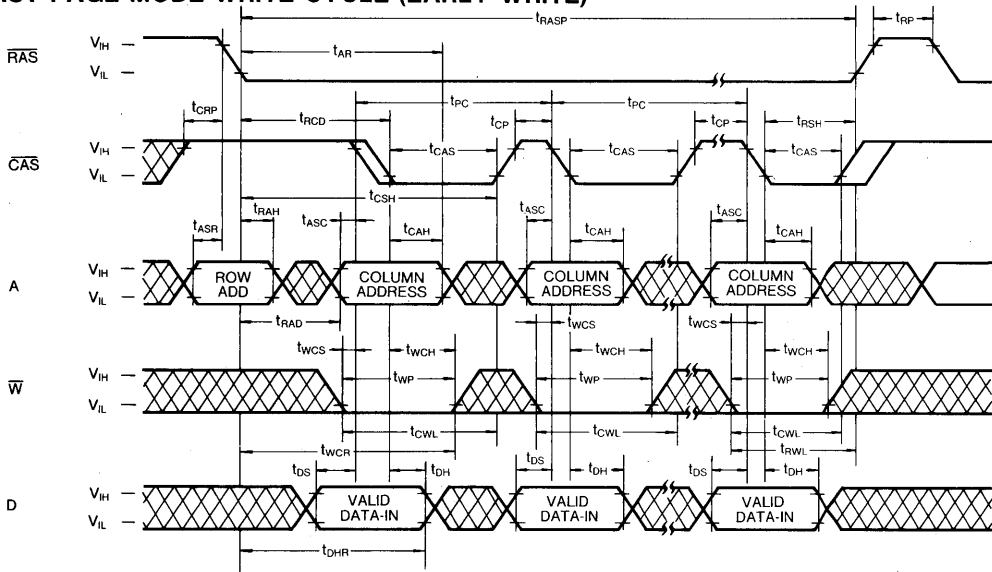 FAST PAGE MODE WRITE CYCLE (EARLY WRITE)
tRASP
tRP
RAS
VIH
VIL
tAR
tPC
tPC
tCRP
tRCD
tCP
tCP
tRSH
CAS
VIH
VIL
tCAS
tCAS
tCAS
tCSH
tASR
tRAH
tASC
tCAH
tASC
tCAH
tASC
tCAH
A
VIH
VIL
ROW ADD
COLUMN ADDRESS
COLUMN ADDRESS
COLUMN ADDRESS
tRAD
tWCS
tWCS
tWCS
tWCH
tWCH
tWCH
W
VIH
VIL
tWP
tWP
tWP
tCWL
tCWL
tCWL
tWCR
tRWL
tDS
tDH
tDS
tDH
tDS
tDH
D
VIH
VIL
VALID DATA-IN
VALID DATA-IN
VALID DATA-IN
tDHR